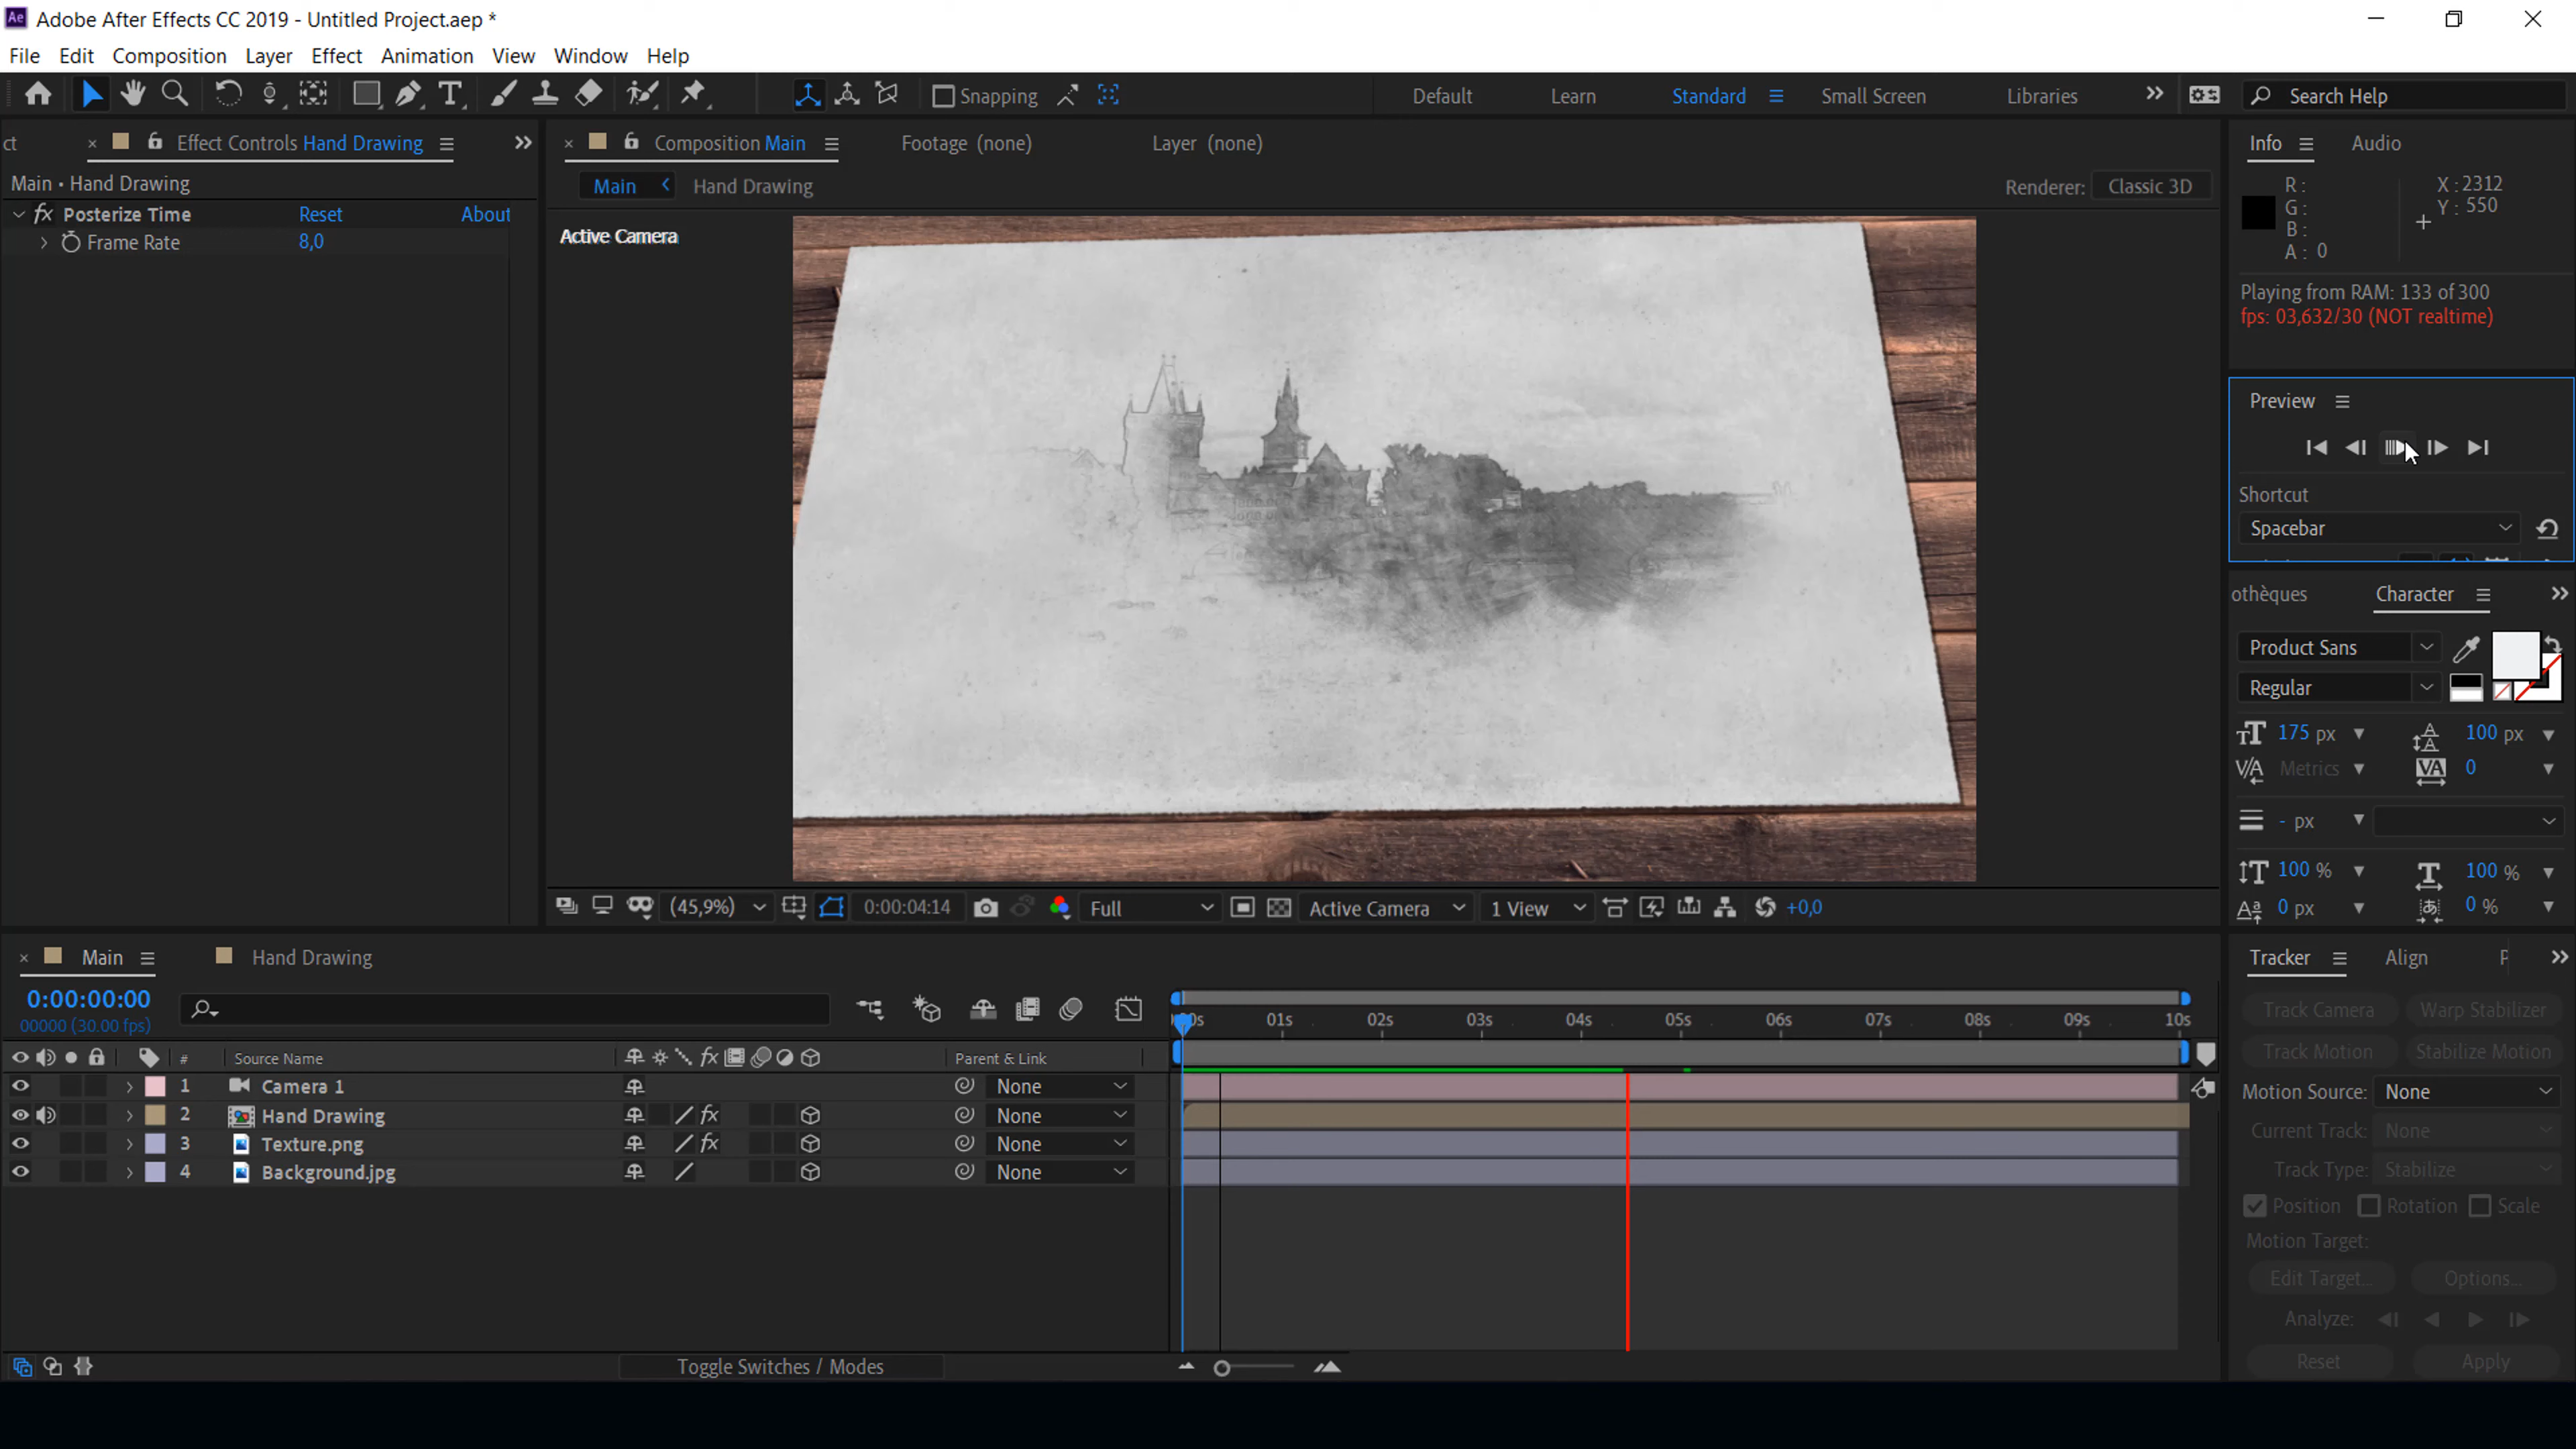 Ae Adobe After Effects CC 2019 - Untitled Project.aep *
File Edit Composition Layer Effect Animation View Window Help
Snapping Default Learn Standard Small Screen Libraries Search Help
ct Effect Controls Hand Drawing Composition Main Footage (none) Layer (none) Info Audio
Main • Hand Drawing
Main Hand Drawing Renderer: Classic 3D
R : X : 2312
G : Y : 550
B :
A : 0
fx Posterize Time Reset About
Frame Rate 8,0
Active Camera
Playing from RAM: 133 of 300
fps: 03,632/30 (NOT realtime)
Preview
Shortcut
Spacebar
othèques Character
Product Sans
Regular
175 px 100 px
Metrics 0
- px
100 % 100 %
0 px 0 %
(45,9%) 0:00:04:14 Full Active Camera 1 View +0,0
Main Hand Drawing
Tracker Align P
0:00:00:00
00000 (30.00 fps)
00s 01s 02s 03s 04s 05s 06s 07s 08s 09s 10s
# Source Name fx Parent & Link
1 Camera 1 None
2 Hand Drawing fx None
3 Texture.png fx None
4 Background.jpg None
Track Camera Warp Stabilizer
Track Motion Stabilize Motion
Motion Source: None
Current Track: None
Track Type: Stabilize
Position Rotation Scale
Motion Target:
Edit Target... Options...
Analyze:
Reset Apply
Toggle Switches / Modes